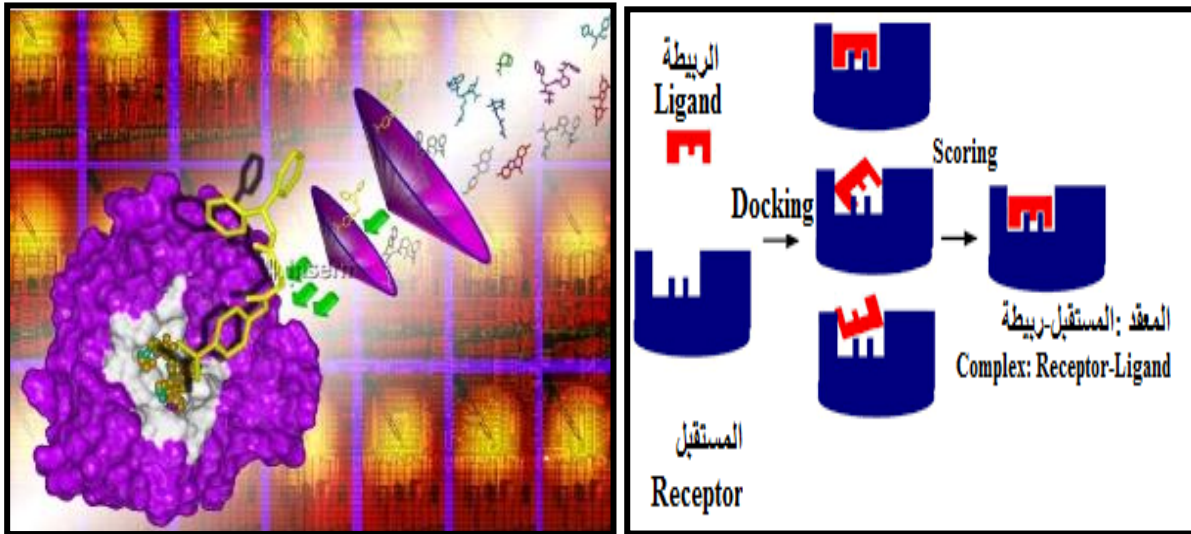 الربيطة
Ligand
Docking
Scoring
المستقبل
Receptor
المعقد :المستقبل-ربيطة
Complex: Receptor-Ligand